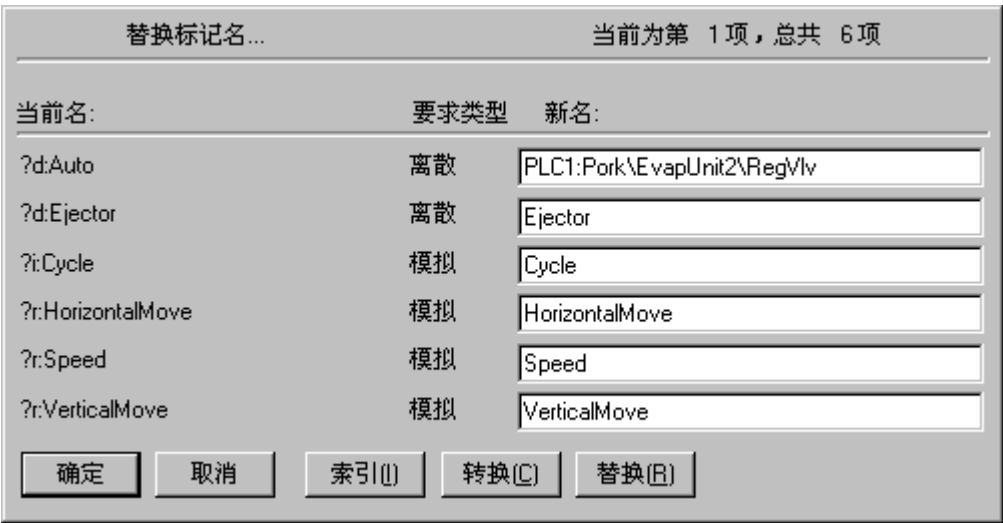 替换标记名... 当前为第 1项，总共 6项
当前名: 要求类型 新名:
?d:Auto 离散 PLC1:Pork\EvapUnit2\RegVlv
?d:Ejector 离散 Ejector
?i:Cycle 模拟 Cycle
?r:HorizontalMove 模拟 HorizontalMove
?r:Speed 模拟 Speed
?r:VerticalMove 模拟 VerticalMove
确定 取消 索引(I) 转换(C) 替换(R)